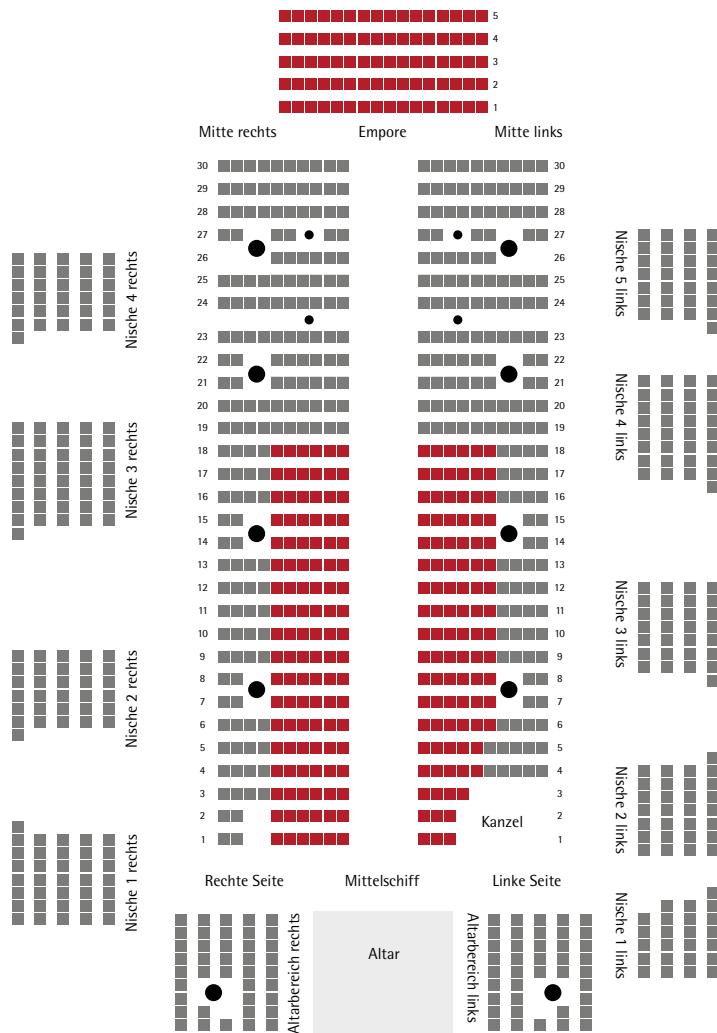 5
4
3
2
1
Mitte rechts Empore Mitte links
30 30
29 29
28 28
27 27
26 26
25 25
24 24
23 23
22 22
21 21
20 20
19 19
18 18
17 17
16 16
15 15
14 14
13 13
12 12
11 11
10 10
9 9
8 8
7 7
6 6
5 5
4 4
3 3
2 Kanzel 2
1 1
Nische 4 rechts
Nische 3 rechts
Nische 2 rechts
Nische 1 rechts
Nische 5 links
Nische 4 links
Nische 3 links
Nische 2 links
Nische 1 links
Rechte Seite Mittelschiff Linke Seite
Altarbereich rechts
Altar
Altarbereich links